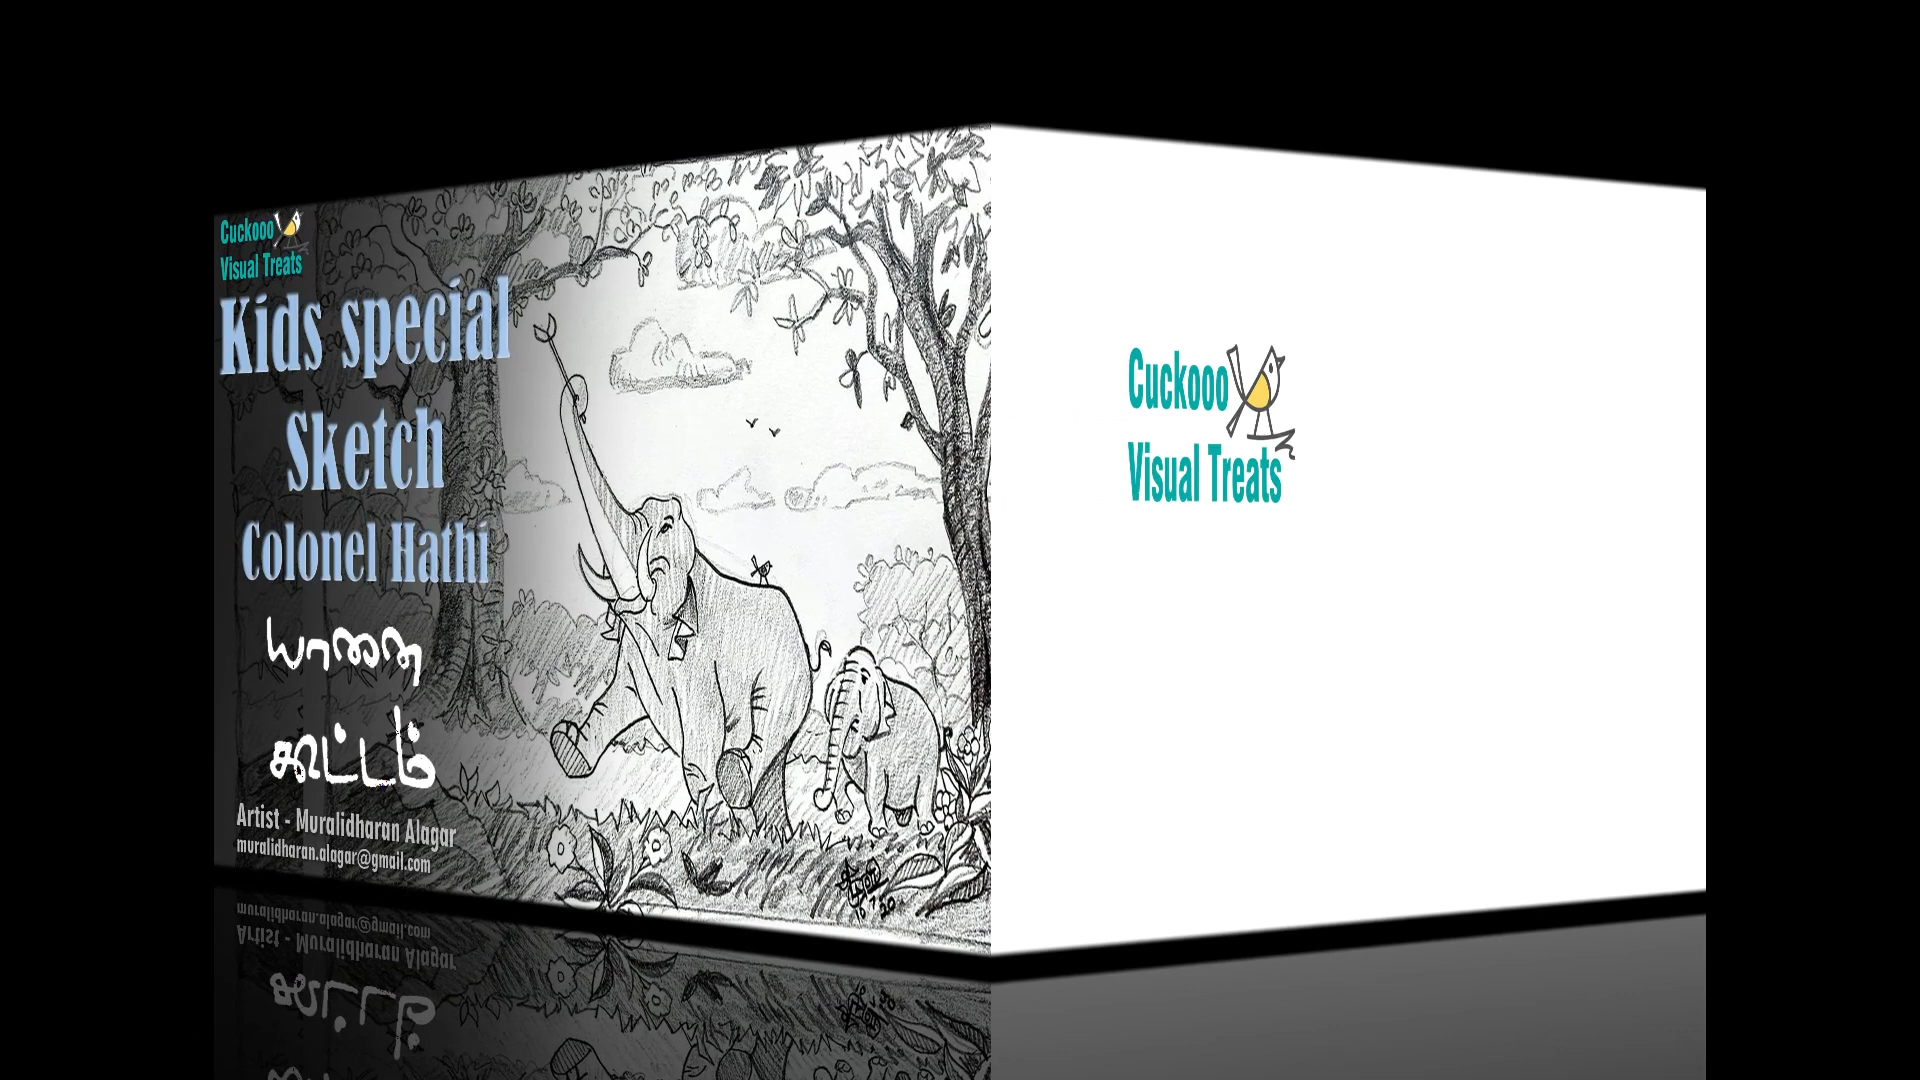 Cuckooo
Visual Treats
Kids special
Sketch
Colonel Hathi
யானை
கூட்டம்
Artist - Muralidharan Alagar
muralidharan.alagar@gmail.com
Cuckooo
Visual Treats